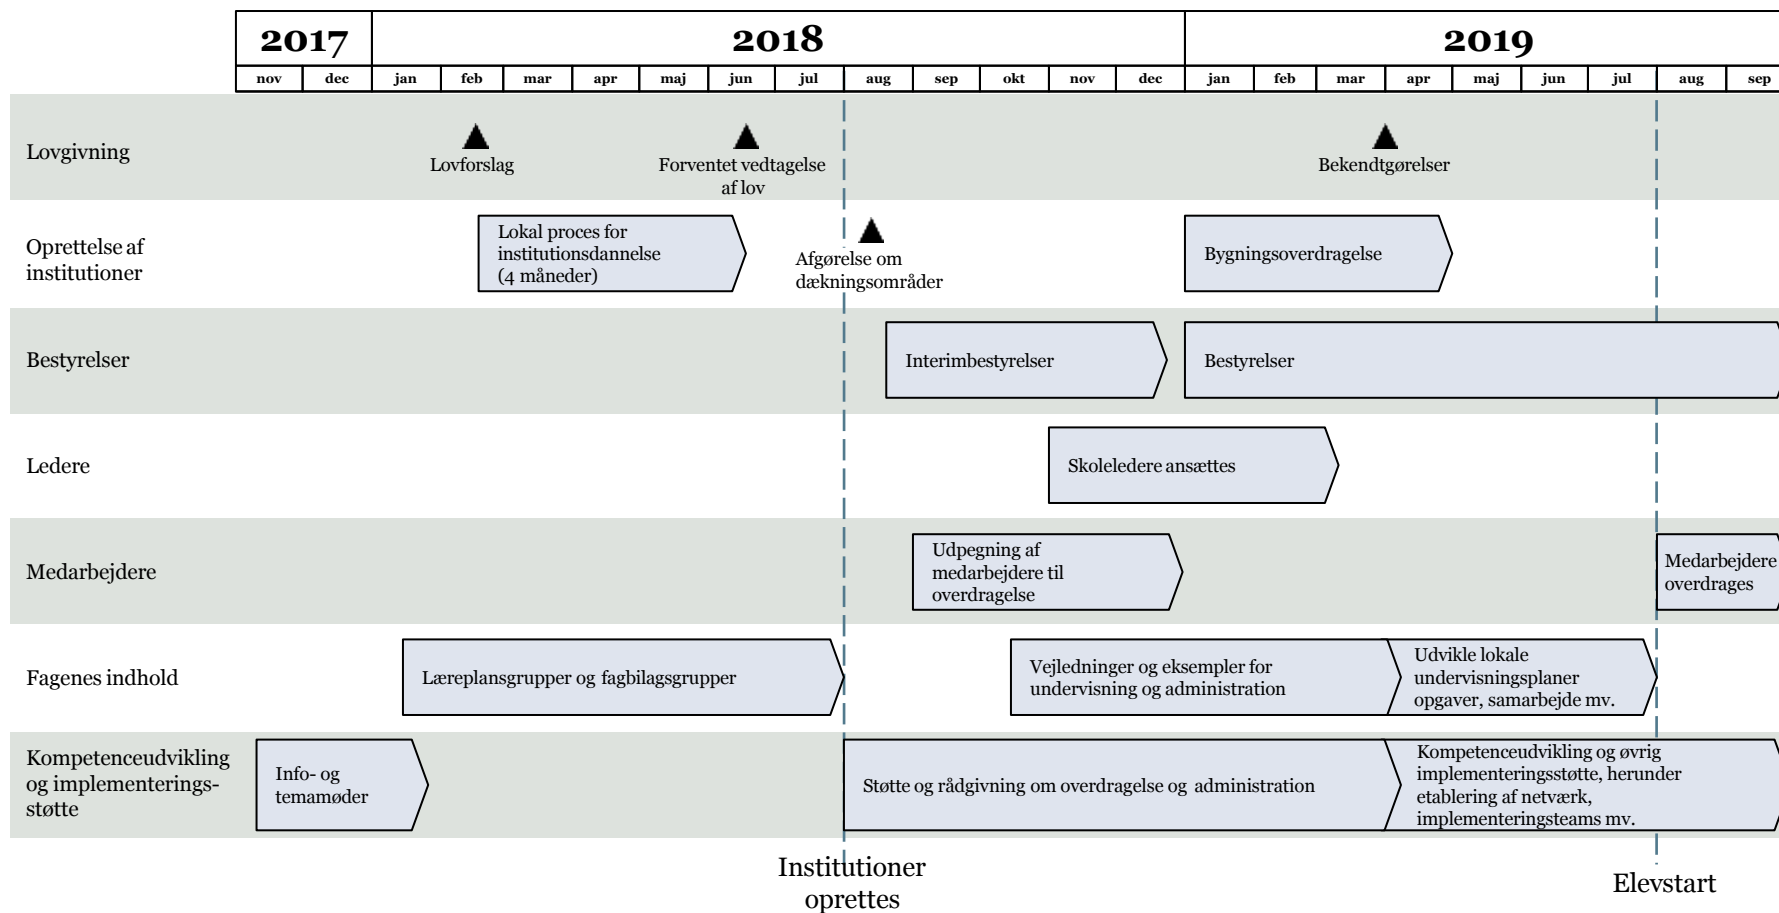 2017
2018
2019
nov dec jan feb mar apr maj jun jul aug sep okt nov dec jan feb mar apr maj jun jul aug sep
Lovgivning
Lovforslag
Forventet vedtagelse
af lov
Bekendtgørelser
Oprettelse af
institutioner
Lokal proces for
institutionsdannelse
(4 måneder)
Afgørelse om
dækningsområder
Bygningsoverdragelse
Bestyrelser
Interimbestyrelser
Bestyrelser
Ledere
Skoleledere ansættes
Medarbejdere
Udpegning af
medarbejdere til
overdragelse
Medarbejdere
overdrages
Fagenes indhold
Læreplansgrupper og fagbilagsgrupper
Vejledninger og eksempler for
undervisning og administration
Udvikle lokale
undervisningsplaner
opgaver, samarbejde mv.
Kompetenceudvikling
og implementerings-
støtte
Info- og
temamøder
Støtte og rådgivning om overdragelse og administration
Kompetenceudvikling og øvrig
implementeringsstøtte, herunder
etablering af netværk,
implementeringsteams mv.
Institutioner
oprettes
Elevstart